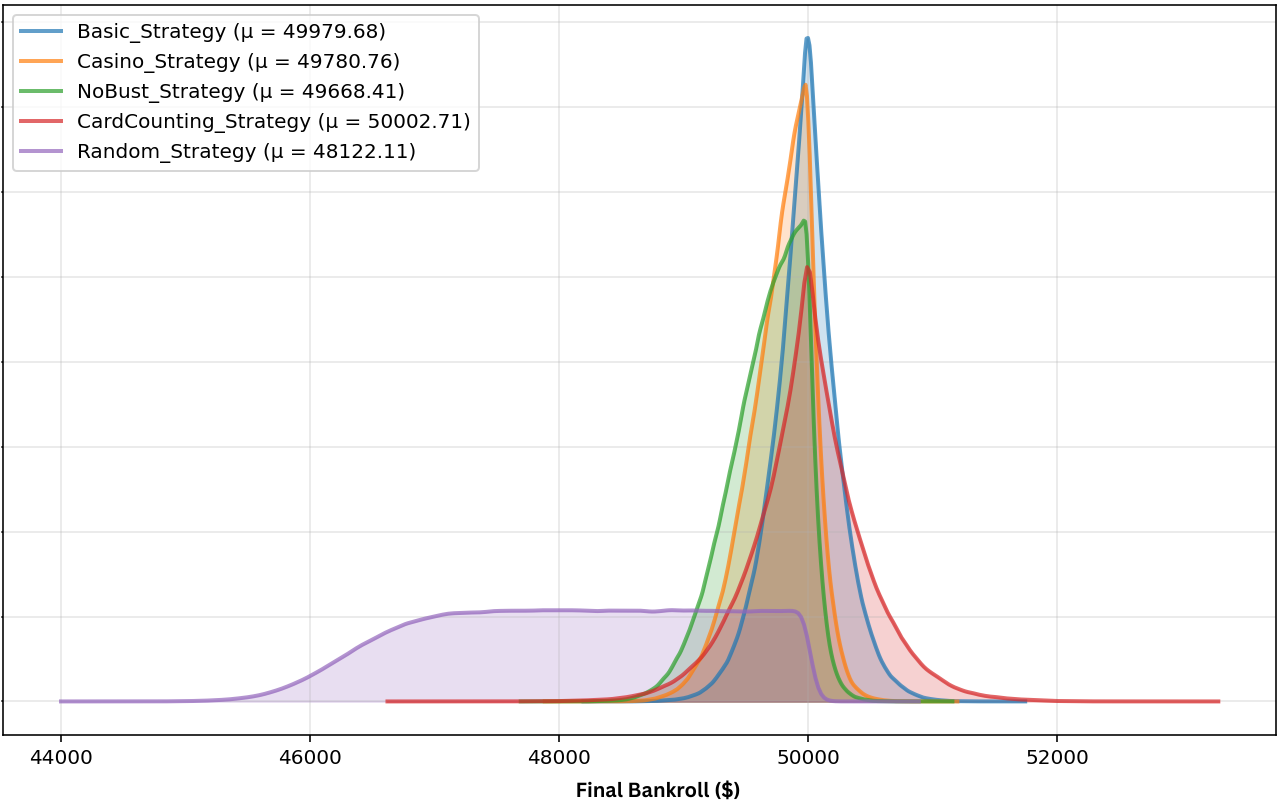 Basic_Strategy (μ = 49979.68)
Casino_Strategy (μ = 49780.76)
NoBust_Strategy (μ = 49668.41)
CardCounting_Strategy (μ = 50002.71)
Random_Strategy (μ = 48122.11)
44000 46000 48000 50000 52000
Final Bankroll ($)